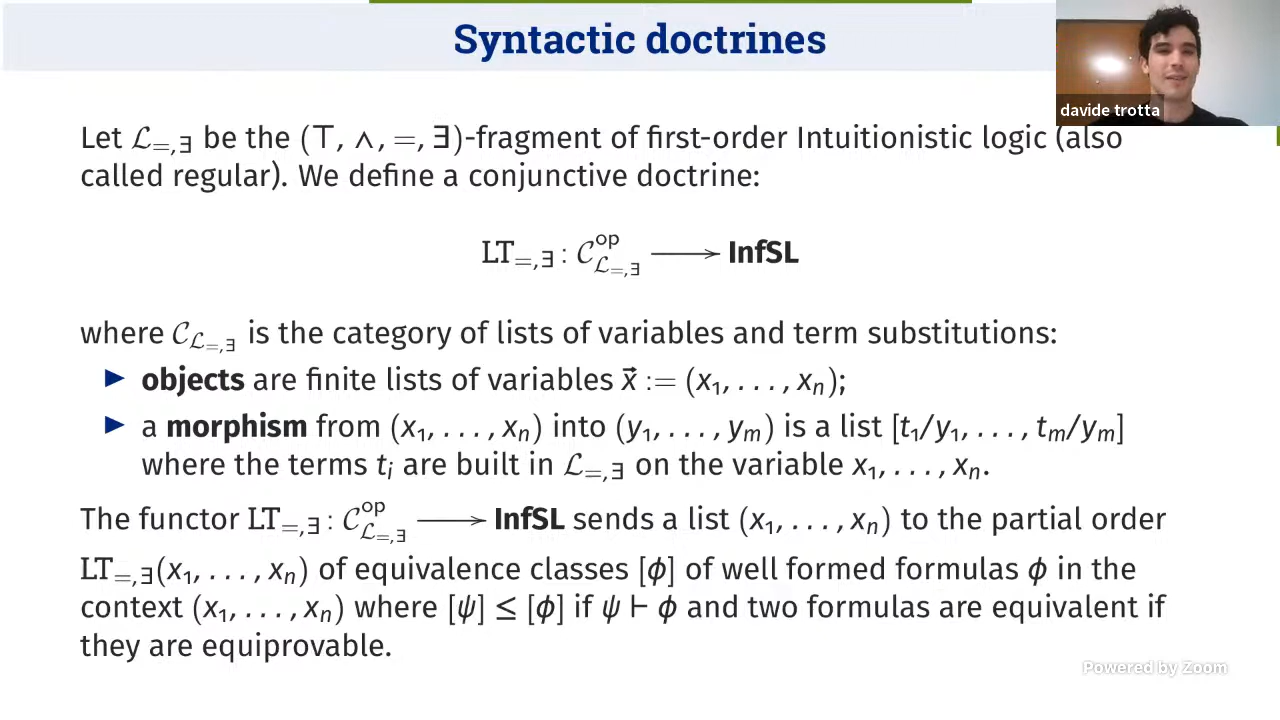 Syntactic doctrines
davide trotta
Let ℒ₌,∃ be the (⊤, ∧, =, ∃)-fragment of first-order Intuitionistic logic (also
called regular). We define a conjunctive doctrine:
LT₌,∃ : 𝒞ᵒᵖ_ℒ₌,∃ ⟶ InfSL
where 𝒞_ℒ₌,∃ is the category of lists of variables and term substitutions:
▶ objects are finite lists of variables x⃗ := (x₁, . . . , xₙ);
▶ a morphism from (x₁, . . . , xₙ) into (y₁, . . . , yₘ) is a list [t₁/y₁, . . . , tₘ/yₘ]
where the terms tᵢ are built in ℒ₌,∃ on the variable x₁, . . . , xₙ.
The functor LT₌,∃ : 𝒞ᵒᵖ_ℒ₌,∃ ⟶ InfSL sends a list (x₁, . . . , xₙ) to the partial order
LT₌,∃(x₁, . . . , xₙ) of equivalence classes [ϕ] of well formed formulas ϕ in the
context (x₁, . . . , xₙ) where [ψ] ≤ [ϕ] if ψ ⊢ ϕ and two formulas are equivalent if
they are equiprovable.
Powered by Zoom